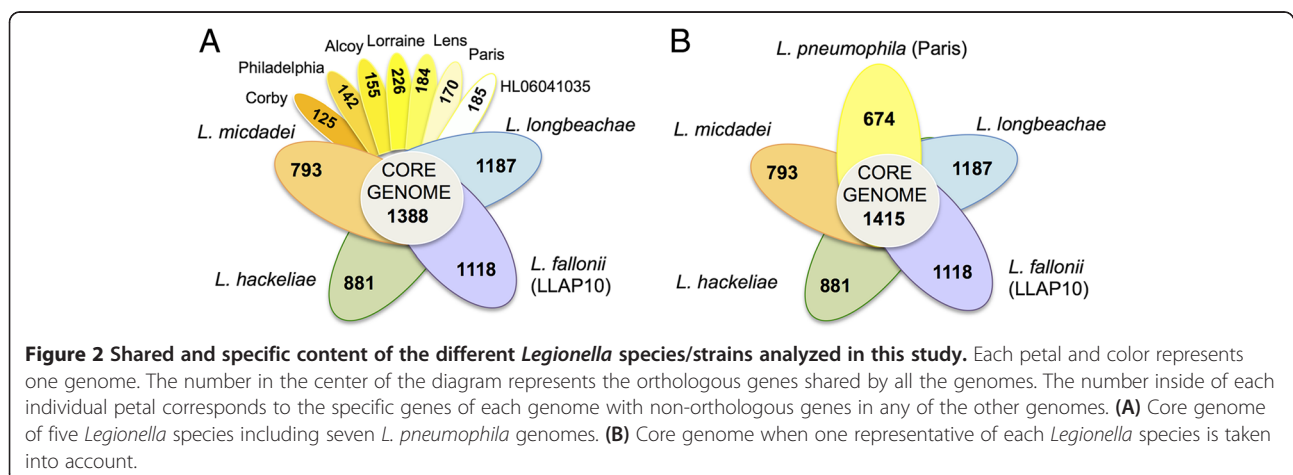 A
Lorraine
Lens
Alcoy
Paris
Philadelphia
HL06041035
Corby
125
142
155
226
184
170
185
L. micdadei
L. longbeachae
793
1187
CORE
GENOME
1388
L. hackeliae
881
1118
L. fallonii
(LLAP10)
B
L. pneumophila (Paris)
674
L. micdadei
L. longbeachae
793
1187
CORE
GENOME
1415
L. hackeliae
881
1118
L. fallonii
(LLAP10)
Figure 2 Shared and specific content of the different Legionella species/strains analyzed in this study. Each petal and color represents
one genome. The number in the center of the diagram represents the orthologous genes shared by all the genomes. The number inside of each
individual petal corresponds to the specific genes of each genome with non-orthologous genes in any of the other genomes. (A) Core genome
of five Legionella species including seven L. pneumophila genomes. (B) Core genome when one representative of each Legionella species is taken
into account.